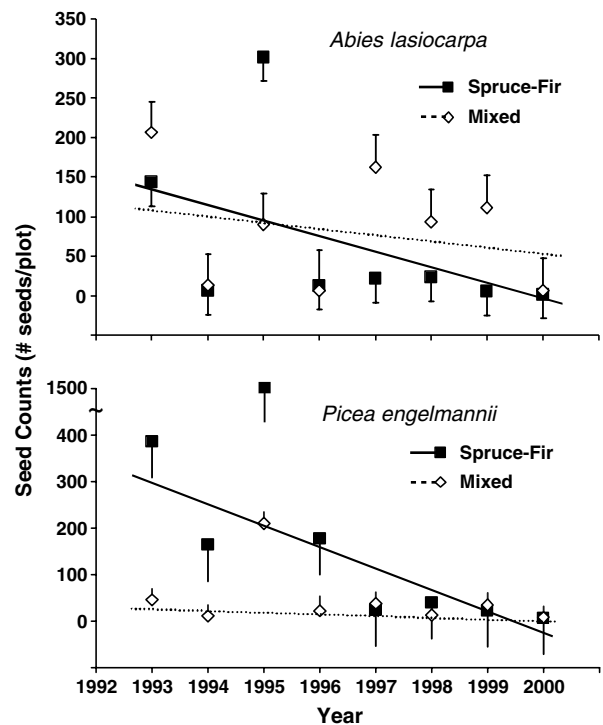 Abies lasiocarpa
Spruce-Fir
Mixed
350
300
250
200
150
100
50
0
Seed Counts (# seeds/plot)
Picea engelmannii
Spruce-Fir
Mixed
1500
~
400
300
200
100
0
1992 1993 1994 1995 1996 1997 1998 1999 2000
Year